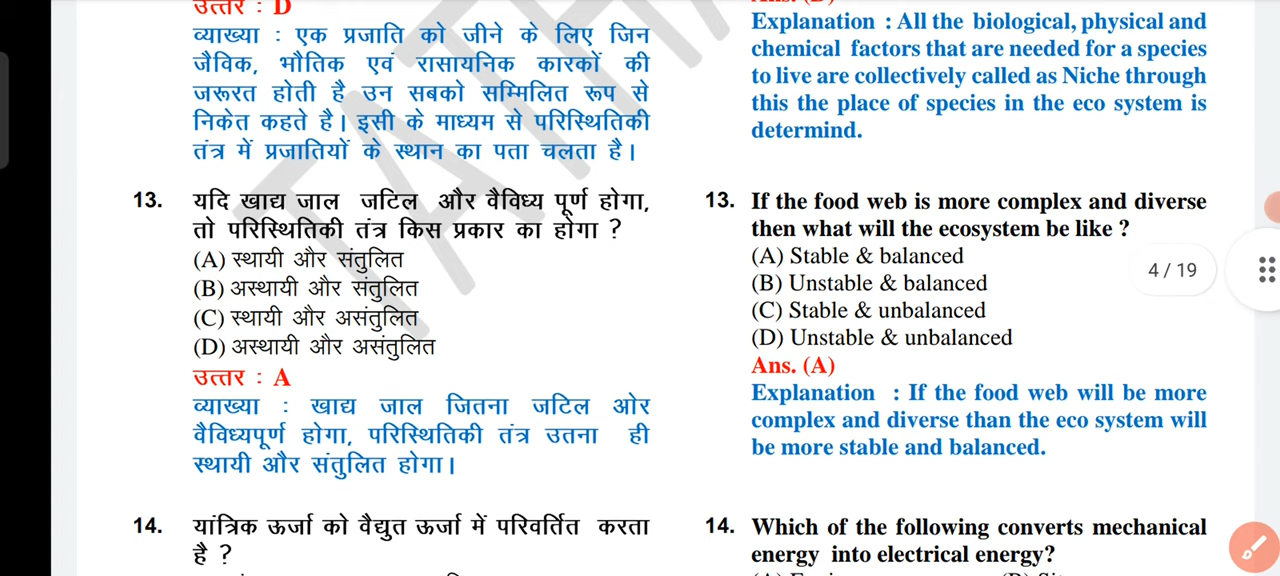 उत्तर : D
व्याख्या : एक प्रजाति को जीने के लिए जिन
जैविक, भौतिक एवं रासायनिक कारकों की
जरूरत होती है उन सबको सम्मिलित रूप से
निकेत कहते है। इसी के माध्यम से परिस्थितिकी
तंत्र में प्रजातियों के स्थान का पता चलता है।
13. यदि खाद्य जाल जटिल और वैविध्य पूर्ण होगा,
तो परिस्थितिकी तंत्र किस प्रकार का होगा ?
(A) स्थायी और संतुलित
(B) अस्थायी और संतुलित
(C) स्थायी और असंतुलित
(D) अस्थायी और असंतुलित
उत्तर : A
व्याख्या : खाद्य जाल जितना जटिल ओर
वैविध्यपूर्ण होगा, परिस्थितिकी तंत्र उतना ही
स्थायी और संतुलित होगा।
14. यांत्रिक ऊर्जा को वैद्युत ऊर्जा में परिवर्तित करता
है ?
Explanation : All the biological, physical and
chemical factors that are needed for a species
to live are collectively called as Niche through
this the place of species in the eco system is
determind.
13. If the food web is more complex and diverse
then what will the ecosystem be like ?
(A) Stable & balanced
(B) Unstable & balanced
(C) Stable & unbalanced
(D) Unstable & unbalanced
Ans. (A)
Explanation : If the food web will be more
complex and diverse than the eco system will
be more stable and balanced.
14. Which of the following converts mechanical
energy into electrical energy?
4 / 19